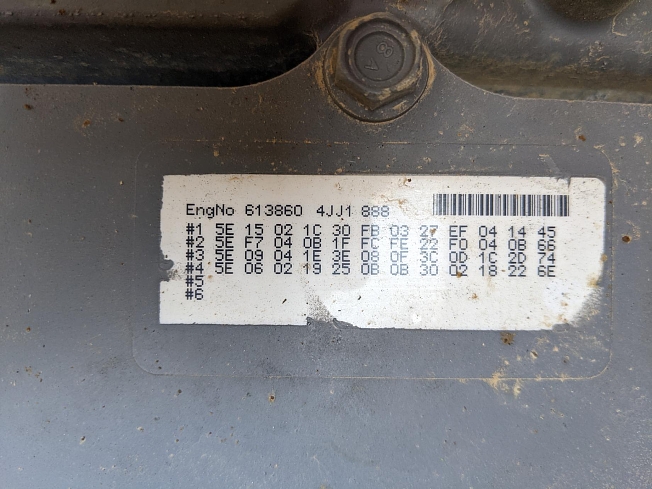 EngNo 613860 4JJ1 888
#1 5E 15 02 1C 30 FB 03 27 EF 04 14 45
#2 5E F7 04 0B 1F FC FE 22 F0 04 0B 66
#3 5E 09 04 1E 3E 08 0F 3C 0D 1C 2D 74
#4 5E 06 02 19 25 0B 0B 30 02 18 22 6E
#5
#6